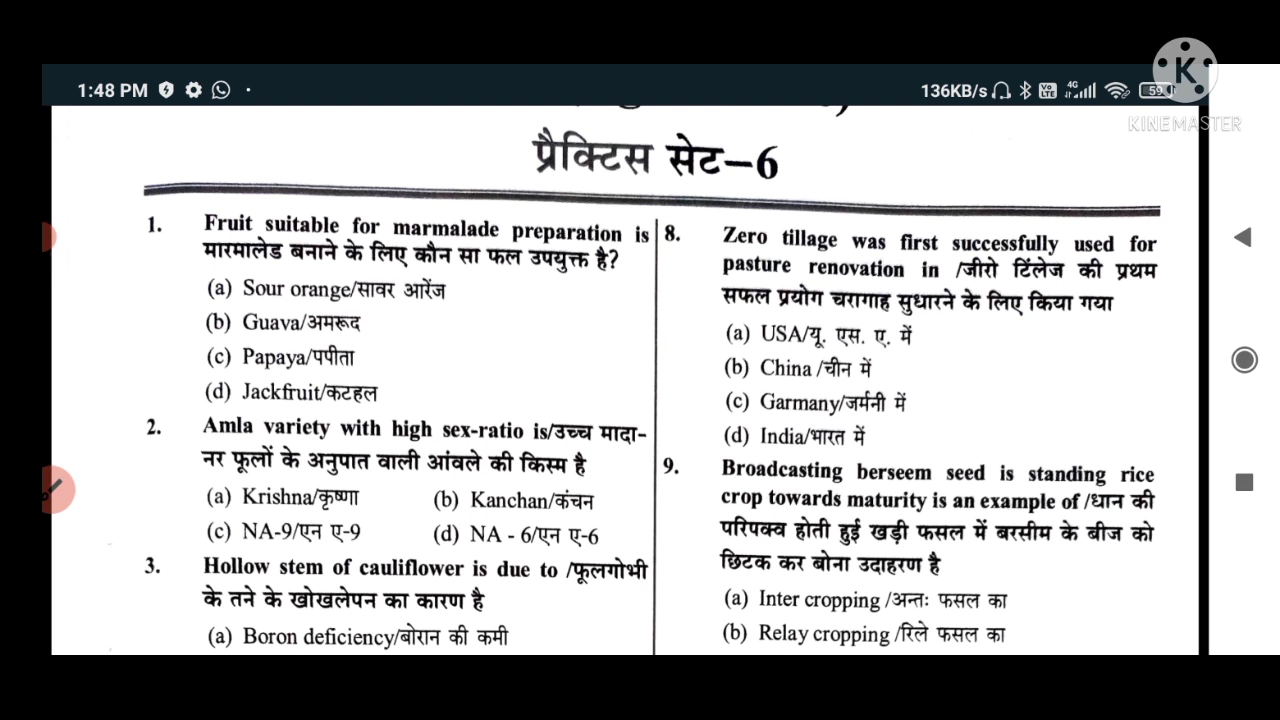 1:48 PM
136KB/s
Vo LTE
4G
59
K
KINEMASTER
प्रैक्टिस सेट–6
1. Fruit suitable for marmalade preparation is
मारमालेड बनाने के लिए कौन सा फल उपयुक्त है?
(a) Sour orange/सावर आरेंज
(b) Guava/अमरूद
(c) Papaya/पपीता
(d) Jackfruit/कटहल
2. Amla variety with high sex-ratio is/उच्च मादा-
नर फूलों के अनुपात वाली आंवले की किस्म है
(a) Krishna/कृष्णा (b) Kanchan/कंचन
(c) NA-9/एन ए-9 (d) NA - 6/एन ए-6
3. Hollow stem of cauliflower is due to /फूलगोभी
के तने के खोखलेपन का कारण है
(a) Boron deficiency/बोरान की कमी
8. Zero tillage was first successfully used for
pasture renovation in /जीरो टिंलेज की प्रथम
सफल प्रयोग चरागाह सुधारने के लिए किया गया
(a) USA/यू. एस. ए. में
(b) China /चीन में
(c) Garmany/जर्मनी में
(d) India/भारत में
9. Broadcasting berseem seed is standing rice
crop towards maturity is an example of /धान की
परिपक्व होती हुई खड़ी फसल में बरसीम के बीज को
छिटक कर बोना उदाहरण है
(a) Inter cropping /अन्तः फसल का
(b) Relay cropping /रिले फसल का